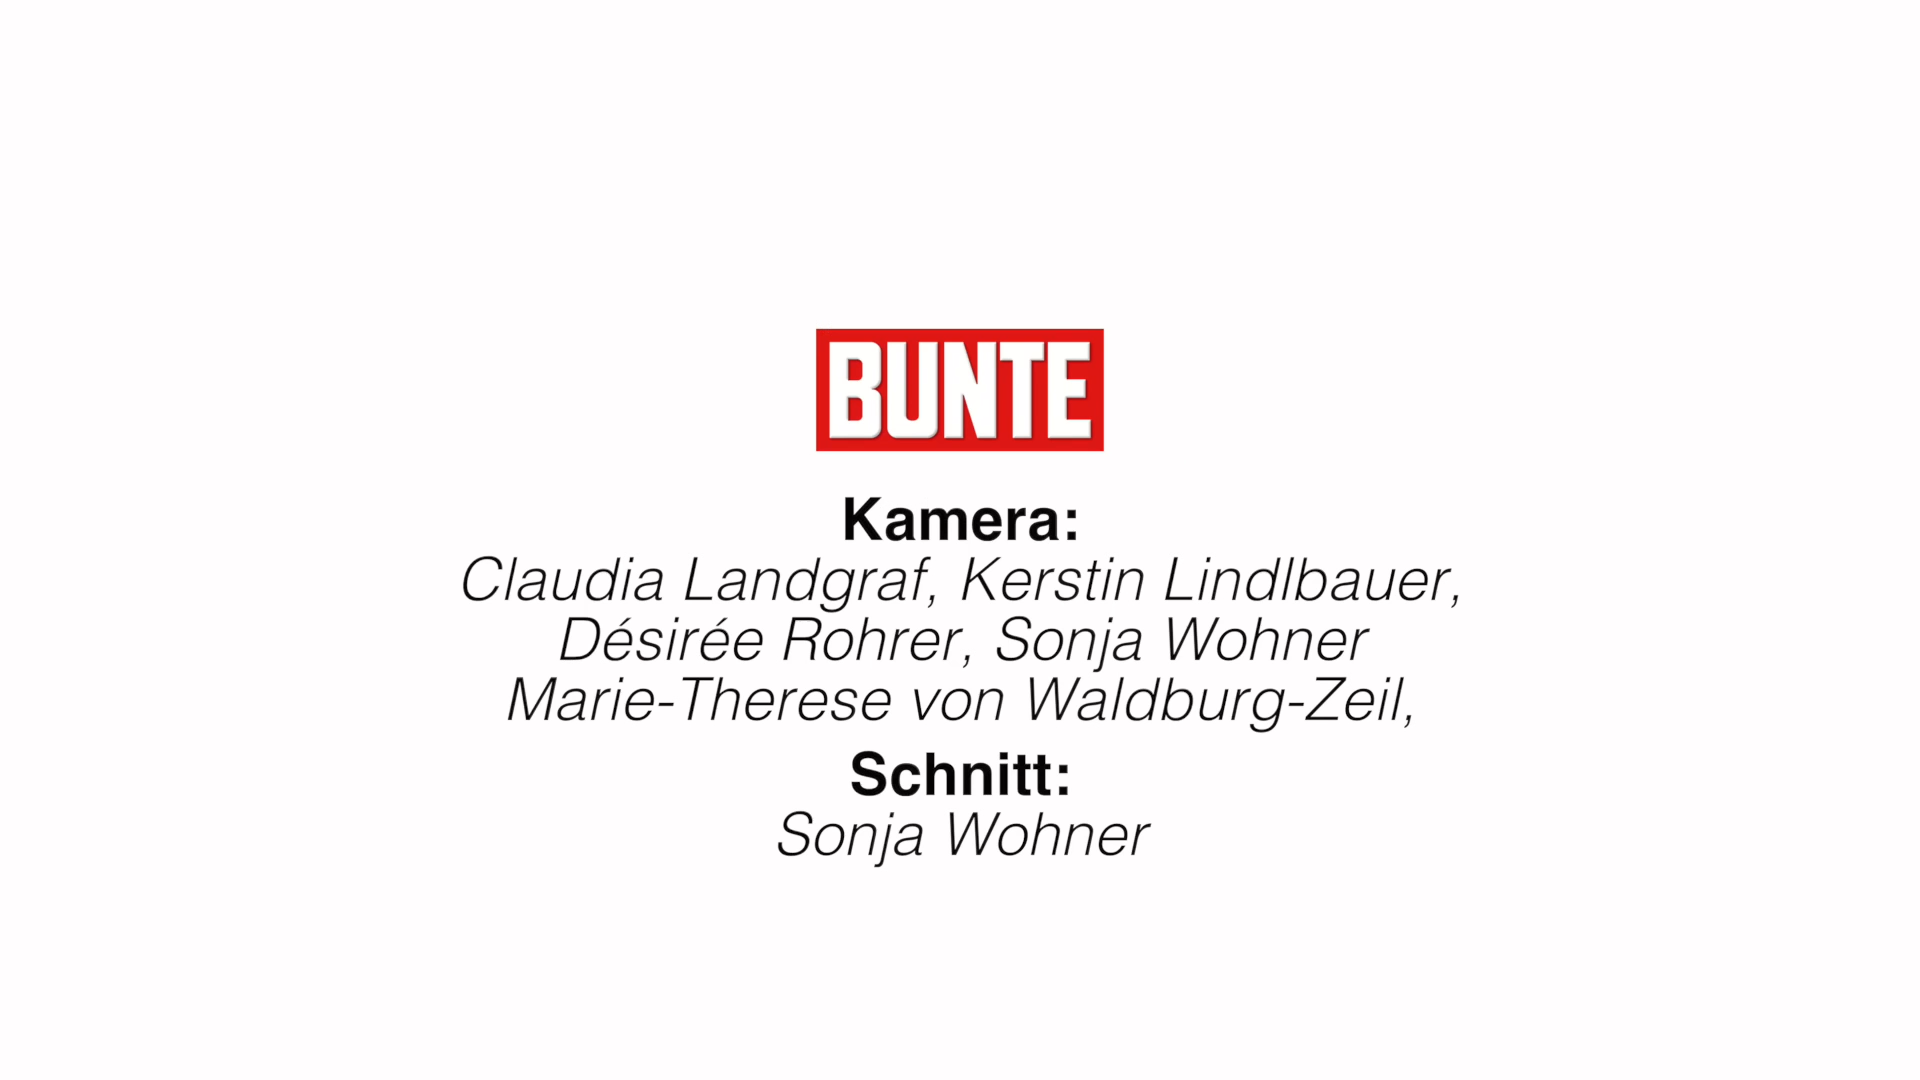 BUNTE
Kamera:
Claudia Landgraf, Kerstin Lindlbauer,
Désirée Rohrer, Sonja Wohner
Marie-Therese von Waldburg-Zeil,
Schnitt:
Sonja Wohner